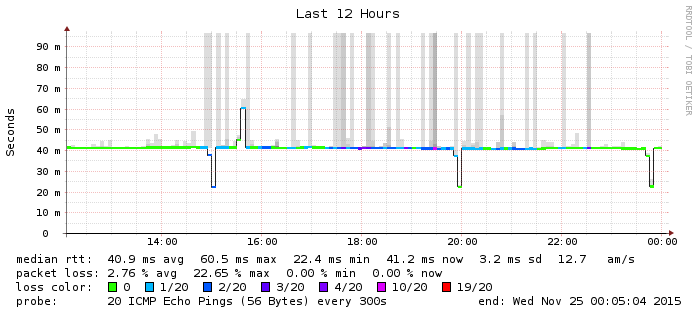 Last 12 Hours
RRDTOOL / TOBI OETIKER
Seconds
90 m
80 m
70 m
60 m
50 m
40 m
30 m
20 m
10 m
0
14:00 16:00 18:00 20:00 22:00 00:00
median rtt: 40.9 ms avg 60.5 ms max 22.4 ms min 41.2 ms now 3.2 ms sd 12.7 am/s
packet loss: 2.76 % avg 22.65 % max 0.00 % min 0.00 % now
loss color: 0 1/20 2/20 3/20 4/20 10/20 19/20
probe: 20 ICMP Echo Pings (56 Bytes) every 300s end: Wed Nov 25 00:05:04 2015